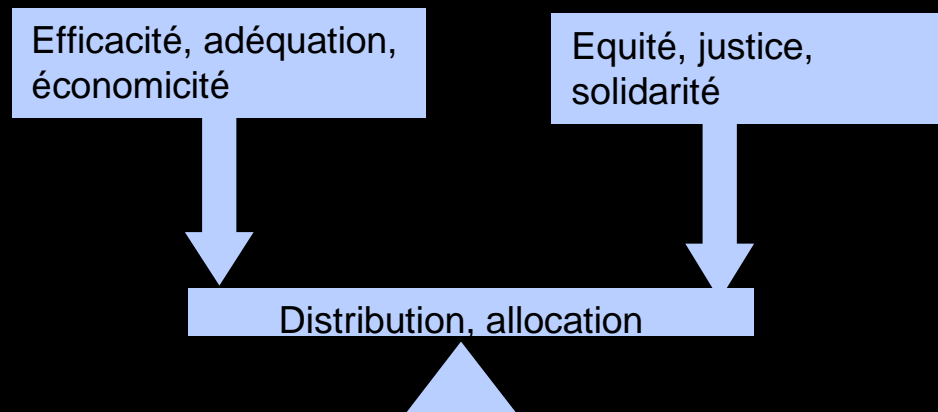 Efficacité, adéquation,
économicité
Equité, justice,
solidarité
Distribution, allocation